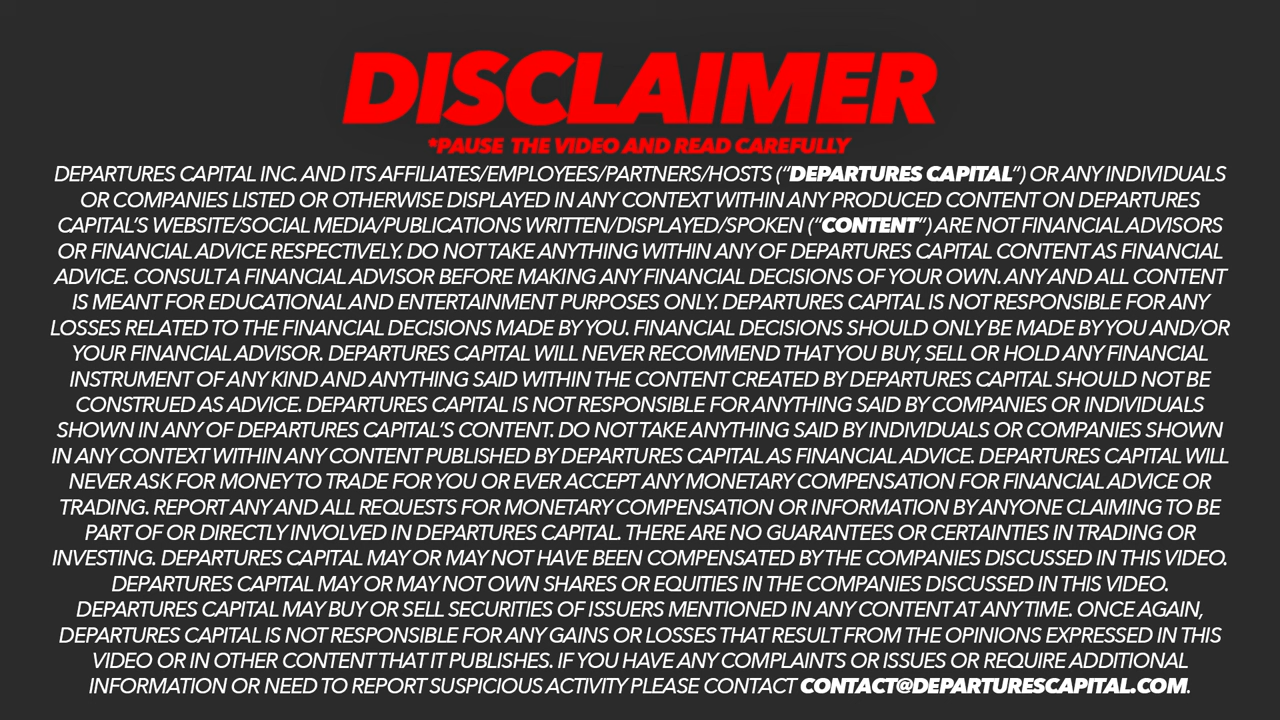 DISCLAIMER
*PAUSE THE VIDEO AND READ CAREFULLY
DEPARTURES CAPITAL INC. AND ITS AFFILIATES/EMPLOYEES/PARTNERS/HOSTS ("DEPARTURES CAPITAL") OR ANY INDIVIDUALS
OR COMPANIES LISTED OR OTHERWISE DISPLAYED IN ANY CONTEXT WITHIN ANY PRODUCED CONTENT ON DEPARTURES
CAPITAL'S WEBSITE/SOCIAL MEDIA/PUBLICATIONS WRITTEN/DISPLAYED/SPOKEN ("CONTENT") ARE NOT FINANCIAL ADVISORS
OR FINANCIAL ADVICE RESPECTIVELY. DO NOT TAKE ANYTHING WITHIN ANY OF DEPARTURES CAPITAL CONTENT AS FINANCIAL
ADVICE. CONSULT A FINANCIAL ADVISOR BEFORE MAKING ANY FINANCIAL DECISIONS OF YOUR OWN. ANY AND ALL CONTENT
IS MEANT FOR EDUCATIONAL AND ENTERTAINMENT PURPOSES ONLY. DEPARTURES CAPITAL IS NOT RESPONSIBLE FOR ANY
LOSSES RELATED TO THE FINANCIAL DECISIONS MADE BY YOU. FINANCIAL DECISIONS SHOULD ONLY BE MADE BY YOU AND/OR
YOUR FINANCIAL ADVISOR. DEPARTURES CAPITAL WILL NEVER RECOMMEND THAT YOU BUY, SELL OR HOLD ANY FINANCIAL
INSTRUMENT OF ANY KIND AND ANYTHING SAID WITHIN THE CONTENT CREATED BY DEPARTURES CAPITAL SHOULD NOT BE
CONSTRUED AS ADVICE. DEPARTURES CAPITAL IS NOT RESPONSIBLE FOR ANYTHING SAID BY COMPANIES OR INDIVIDUALS
SHOWN IN ANY OF DEPARTURES CAPITAL'S CONTENT. DO NOT TAKE ANYTHING SAID BY INDIVIDUALS OR COMPANIES SHOWN
IN ANY CONTEXT WITHIN ANY CONTENT PUBLISHED BY DEPARTURES CAPITAL AS FINANCIAL ADVICE. DEPARTURES CAPITAL WILL
NEVER ASK FOR MONEY TO TRADE FOR YOU OR EVER ACCEPT ANY MONETARY COMPENSATION FOR FINANCIAL ADVICE OR
TRADING. REPORT ANY AND ALL REQUESTS FOR MONETARY COMPENSATION OR INFORMATION BY ANYONE CLAIMING TO BE
PART OF OR DIRECTLY INVOLVED IN DEPARTURES CAPITAL. THERE ARE NO GUARANTEES OR CERTAINTIES IN TRADING OR
INVESTING. DEPARTURES CAPITAL MAY OR MAY NOT HAVE BEEN COMPENSATED BY THE COMPANIES DISCUSSED IN THIS VIDEO.
DEPARTURES CAPITAL MAY OR MAY NOT OWN SHARES OR EQUITIES IN THE COMPANIES DISCUSSED IN THIS VIDEO.
DEPARTURES CAPITAL MAY BUY OR SELL SECURITIES OF ISSUERS MENTIONED IN ANY CONTENT AT ANY TIME. ONCE AGAIN,
DEPARTURES CAPITAL IS NOT RESPONSIBLE FOR ANY GAINS OR LOSSES THAT RESULT FROM THE OPINIONS EXPRESSED IN THIS
VIDEO OR IN OTHER CONTENT THAT IT PUBLISHES. IF YOU HAVE ANY COMPLAINTS OR ISSUES OR REQUIRE ADDITIONAL
INFORMATION OR NEED TO REPORT SUSPICIOUS ACTIVITY PLEASE CONTACT CONTACT@DEPARTURESCAPITAL.COM.